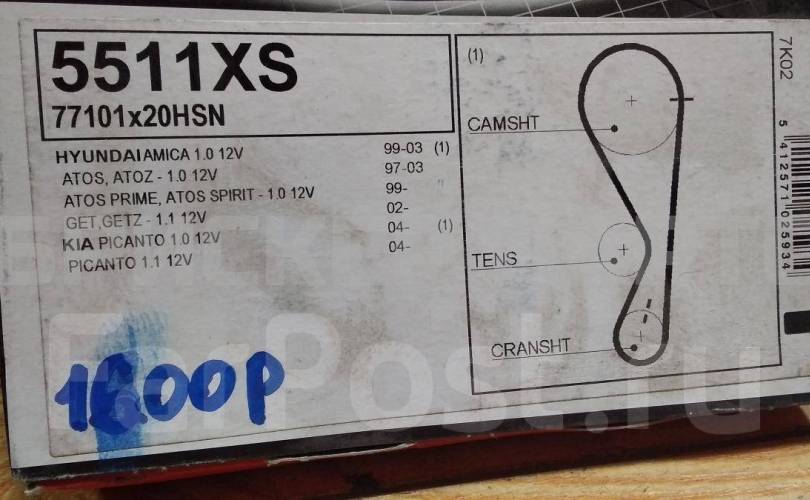 5511XS
77101x20HSN
HYUNDAI AMICA 1.0 12V 99-03 (1)
ATOS, ATOZ - 1.0 12V 97-03
ATOS PRIME, ATOS SPIRIT - 1.0 12V 99-
GET,GETZ - 1.1 12V 02-
KIA PICANTO 1.0 12V 04- (1)
PICANTO 1.1 12V 04-
(1)
CAMSHT
TENS
CRANSHT
7K02
5 412571 025934
FarPost.ru